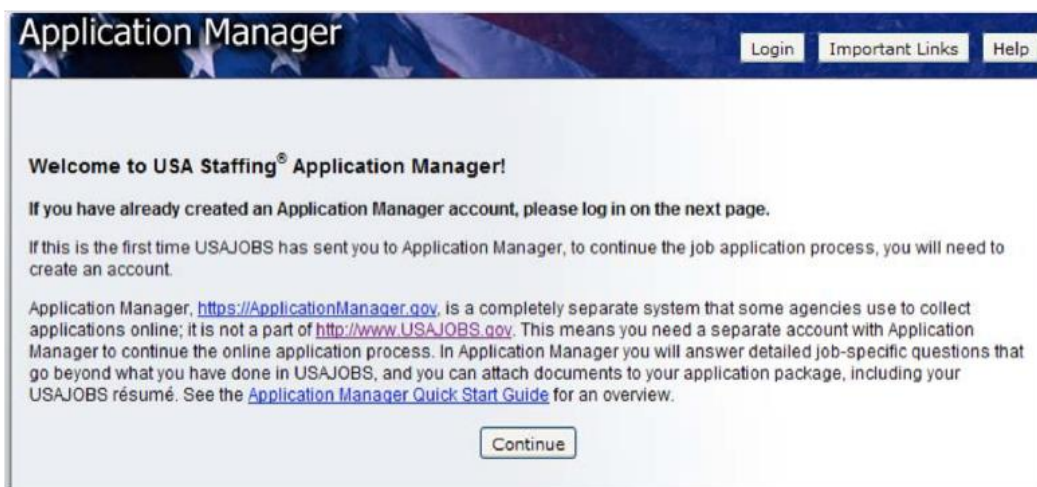 Application Manager
Login Important Links Help
Welcome to USA Staffing® Application Manager!
If you have already created an Application Manager account, please log in on the next page.
If this is the first time USAJOBS has sent you to Application Manager, to continue the job application process, you will need to
create an account.
Application Manager, https://ApplicationManager.gov, is a completely separate system that some agencies use to collect
applications online; it is not a part of http://www.USAJOBS.gov. This means you need a separate account with Application
Manager to continue the online application process. In Application Manager you will answer detailed job-specific questions that
go beyond what you have done in USAJOBS, and you can attach documents to your application package, including your
USAJOBS résumé. See the Application Manager Quick Start Guide for an overview.
Continue